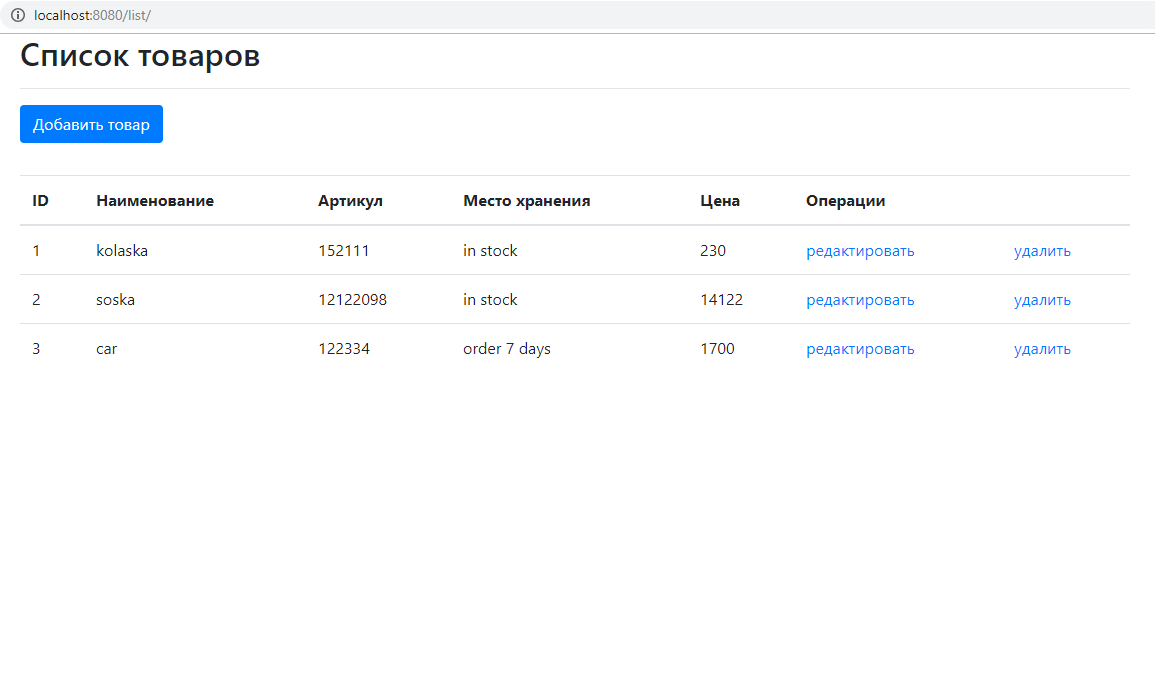 localhost:8080/list/
Список товаров
Добавить товар
ID Наименование Артикул Место хранения Цена Операции
1 kolaska 152111 in stock 230 редактировать удалить
2 soska 12122098 in stock 14122 редактировать удалить
3 car 122334 order 7 days 1700 редактировать удалить